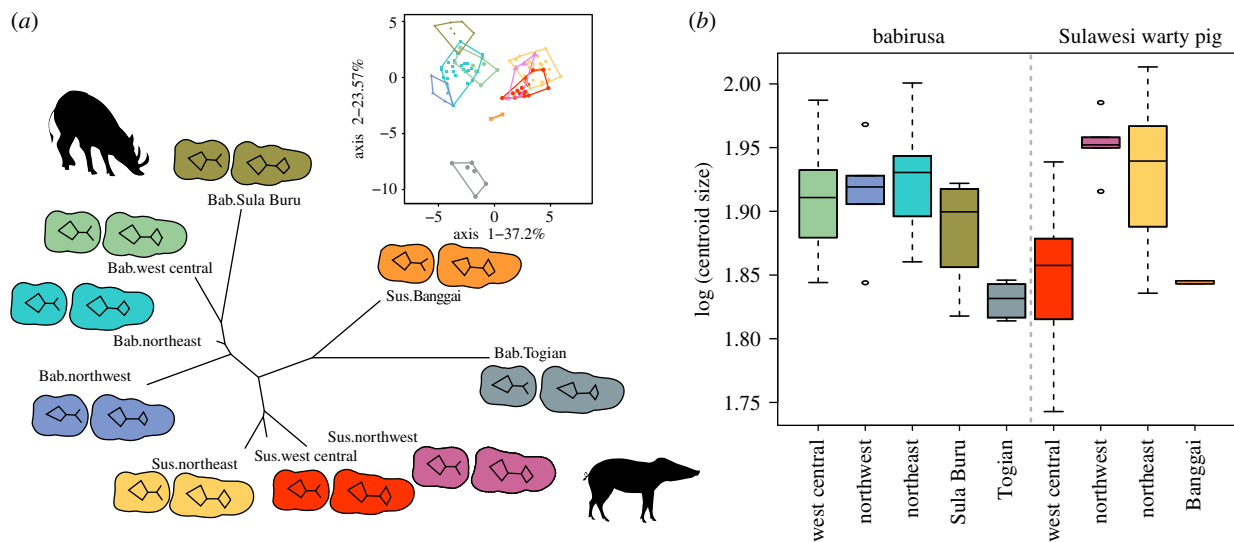 (a)
5
0
−5
−10
axis 2−23.57%
−5
0
5
axis 1−37.2%
Bab.Sula Buru
Bab.west central
Bab.northeast
Bab.northwest
Sus.Banggai
Bab.Togian
Sus.northwest
Sus.northeast
Sus.west central
(b)
babirusa
Sulawesi warty pig
log (centroid size)
2.00
1.95
1.90
1.85
1.80
1.75
west central
northwest
northeast
Sula Buru
Togian
west central
northwest
northeast
Banggai